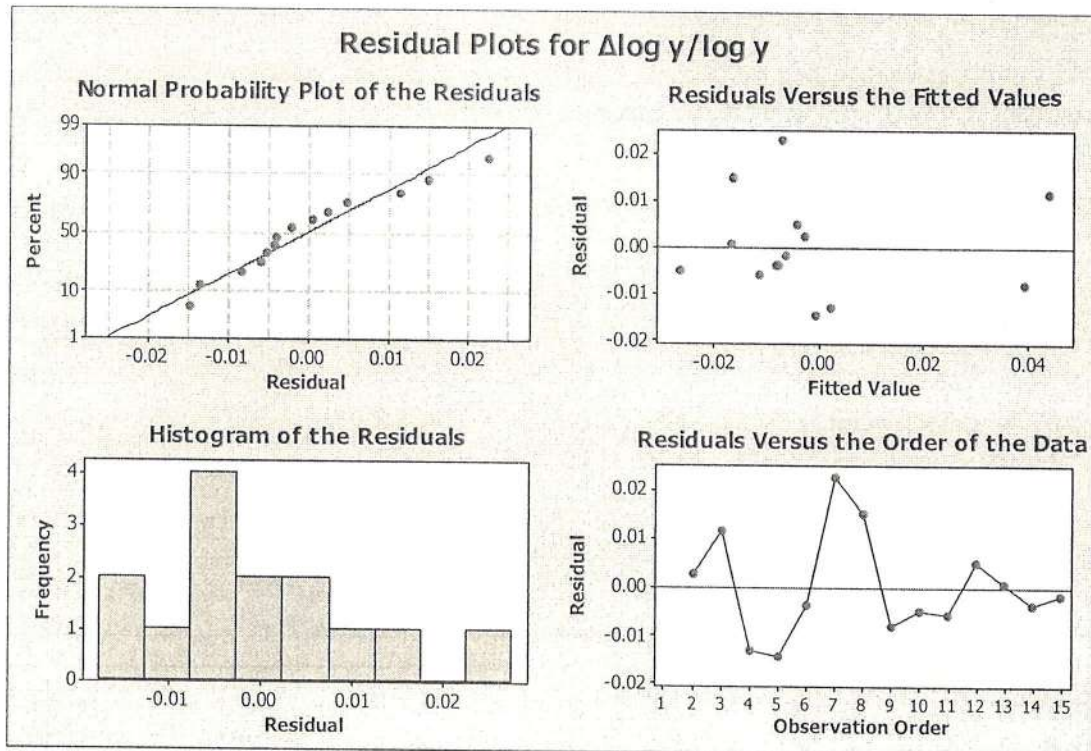 Residual Plots for Δlog y/log y
Normal Probability Plot of the Residuals
99
90
50
10
1
Percent
-0.02 -0.01 0.00 0.01 0.02
Residual
Residuals Versus the Fitted Values
0.02
0.01
0.00
-0.01
-0.02
Residual
-0.02 0.00 0.02 0.04
Fitted Value
Histogram of the Residuals
4
3
2
1
0
Frequency
-0.01 0.00 0.01 0.02
Residual
Residuals Versus the Order of the Data
0.02
0.01
0.00
-0.01
-0.02
Residual
1 2 3 4 5 6 7 8 9 10 11 12 13 14 15
Observation Order